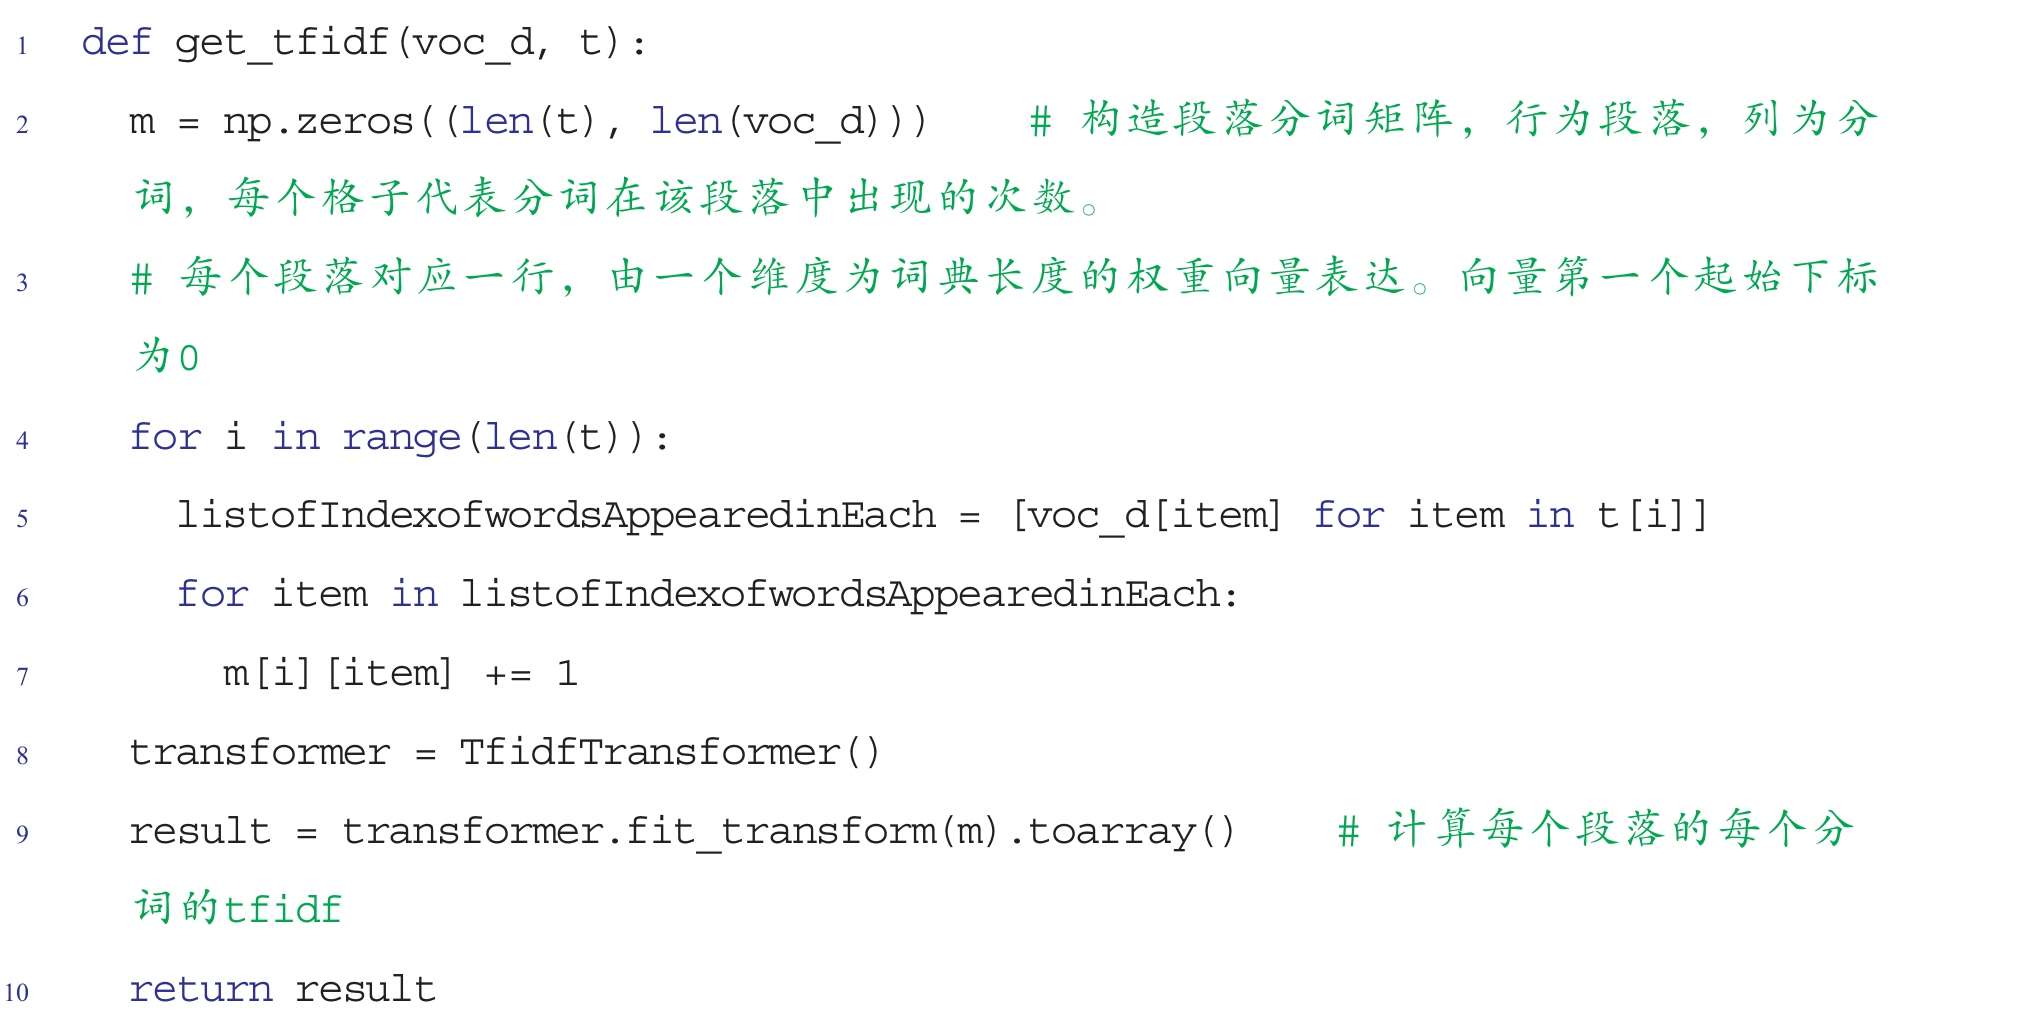 1 def get_tfidf(voc_d, t):
2 m = np.zeros((len(t), len(voc_d))) # 构造段落分词矩阵，行为段落，列为分
词，每个格子代表分词在该段落中出现的次数。
3 # 每个段落对应一行，由一个维度为词典长度的权重向量表达。向量第一个起始下标
为0
4 for i in range(len(t)):
5 listofIndexofwordsAppearedinEach = [voc_d[item] for item in t[i]]
6 for item in listofIndexofwordsAppearedinEach:
7 m[i][item] += 1
8 transformer = TfidfTransformer()
9 result = transformer.fit_transform(m).toarray() # 计算每个段落的每个分
词的tfidf
10 return result